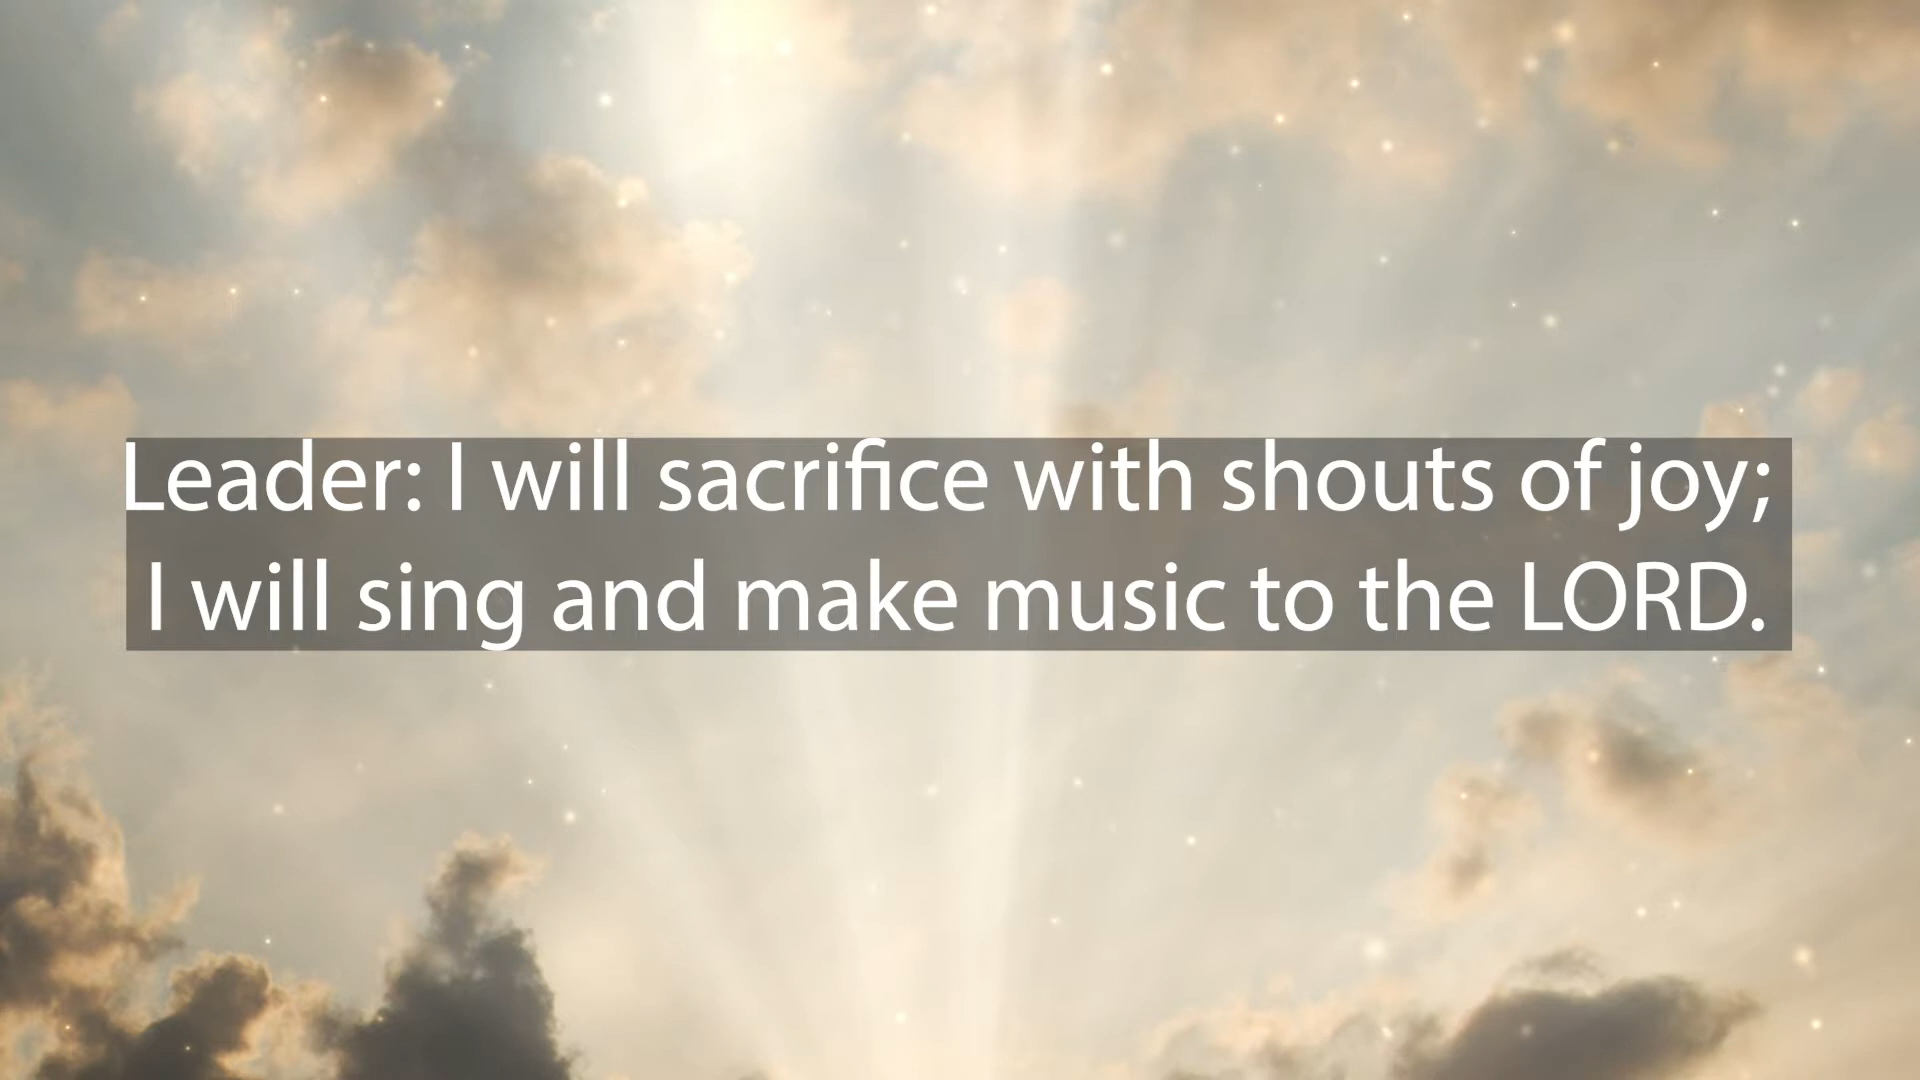 Leader: I will sacrifice with shouts of joy;
I will sing and make music to the LORD.